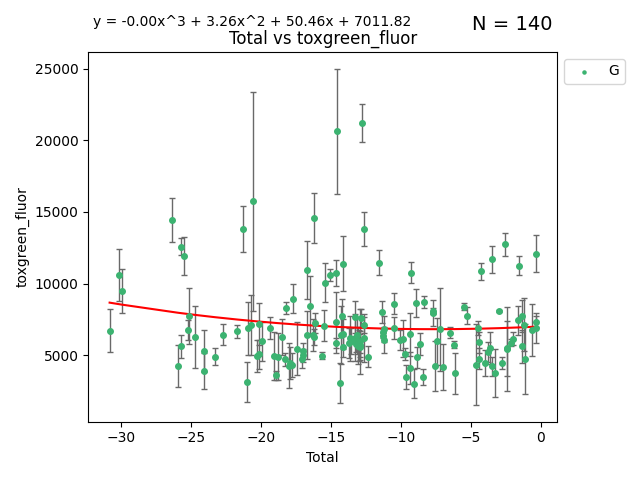 y = -0.00x^3 + 3.26x^2 + 50.46x + 7011.82
N = 140
Total vs toxgreen_fluor
G
25000
20000
15000
10000
5000
toxgreen_fluor
−30 −25 −20 −15 −10 −5 0
Total